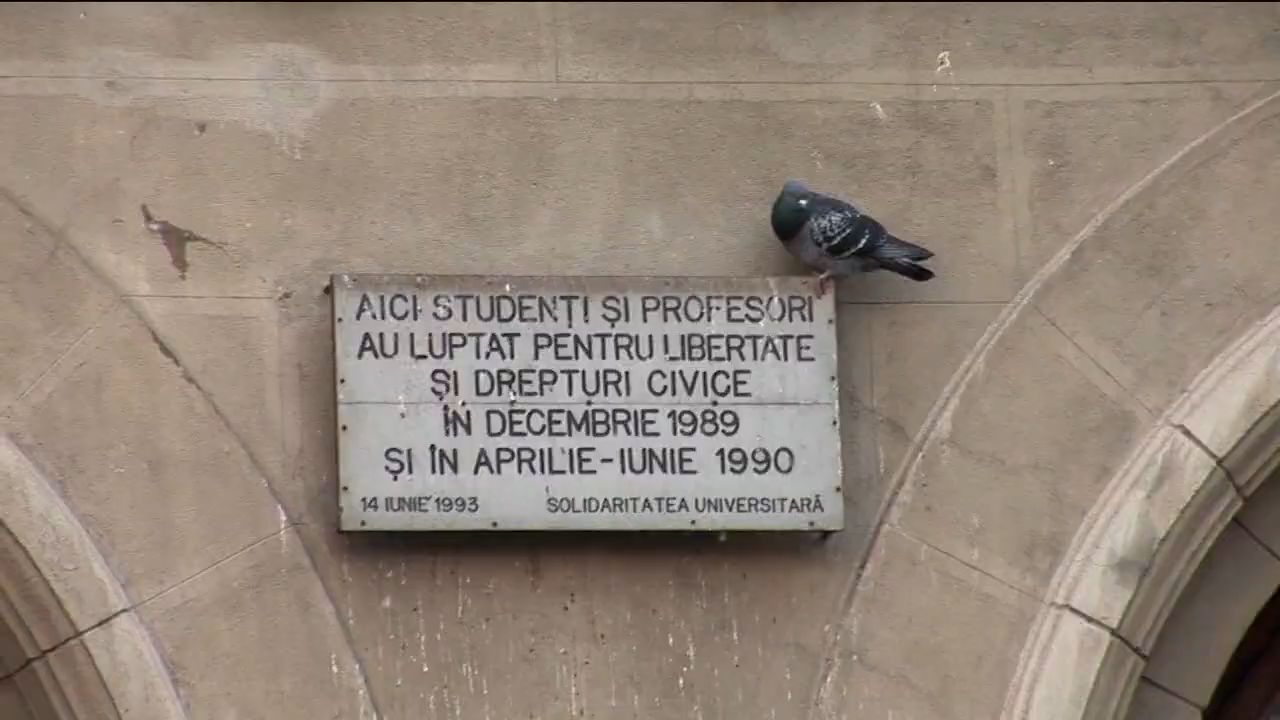 AICI STUDENȚI ȘI PROFESORI
AU LUPTAT PENTRU LIBERTATE
ȘI DREPTURI CIVICE
ÎN DECEMBRIE 1989
ȘI ÎN APRILIE-IUNIE 1990
14 IUNIE 1993 SOLIDARITATEA UNIVERSITARĂ